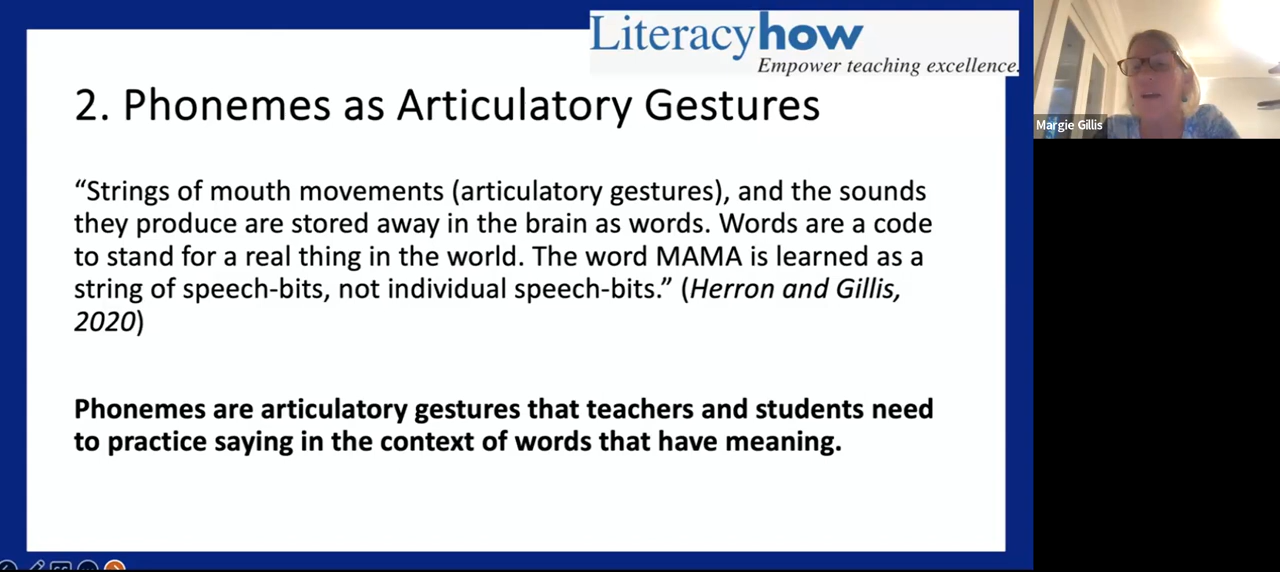 Literacyhow
Empower teaching excellence.
2. Phonemes as Articulatory Gestures
“Strings of mouth movements (articulatory gestures), and the sounds
they produce are stored away in the brain as words. Words are a code
to stand for a real thing in the world. The word MAMA is learned as a
string of speech-bits, not individual speech-bits.” (Herron and Gillis,
2020)
Phonemes are articulatory gestures that teachers and students need
to practice saying in the context of words that have meaning.
Margie Gillis